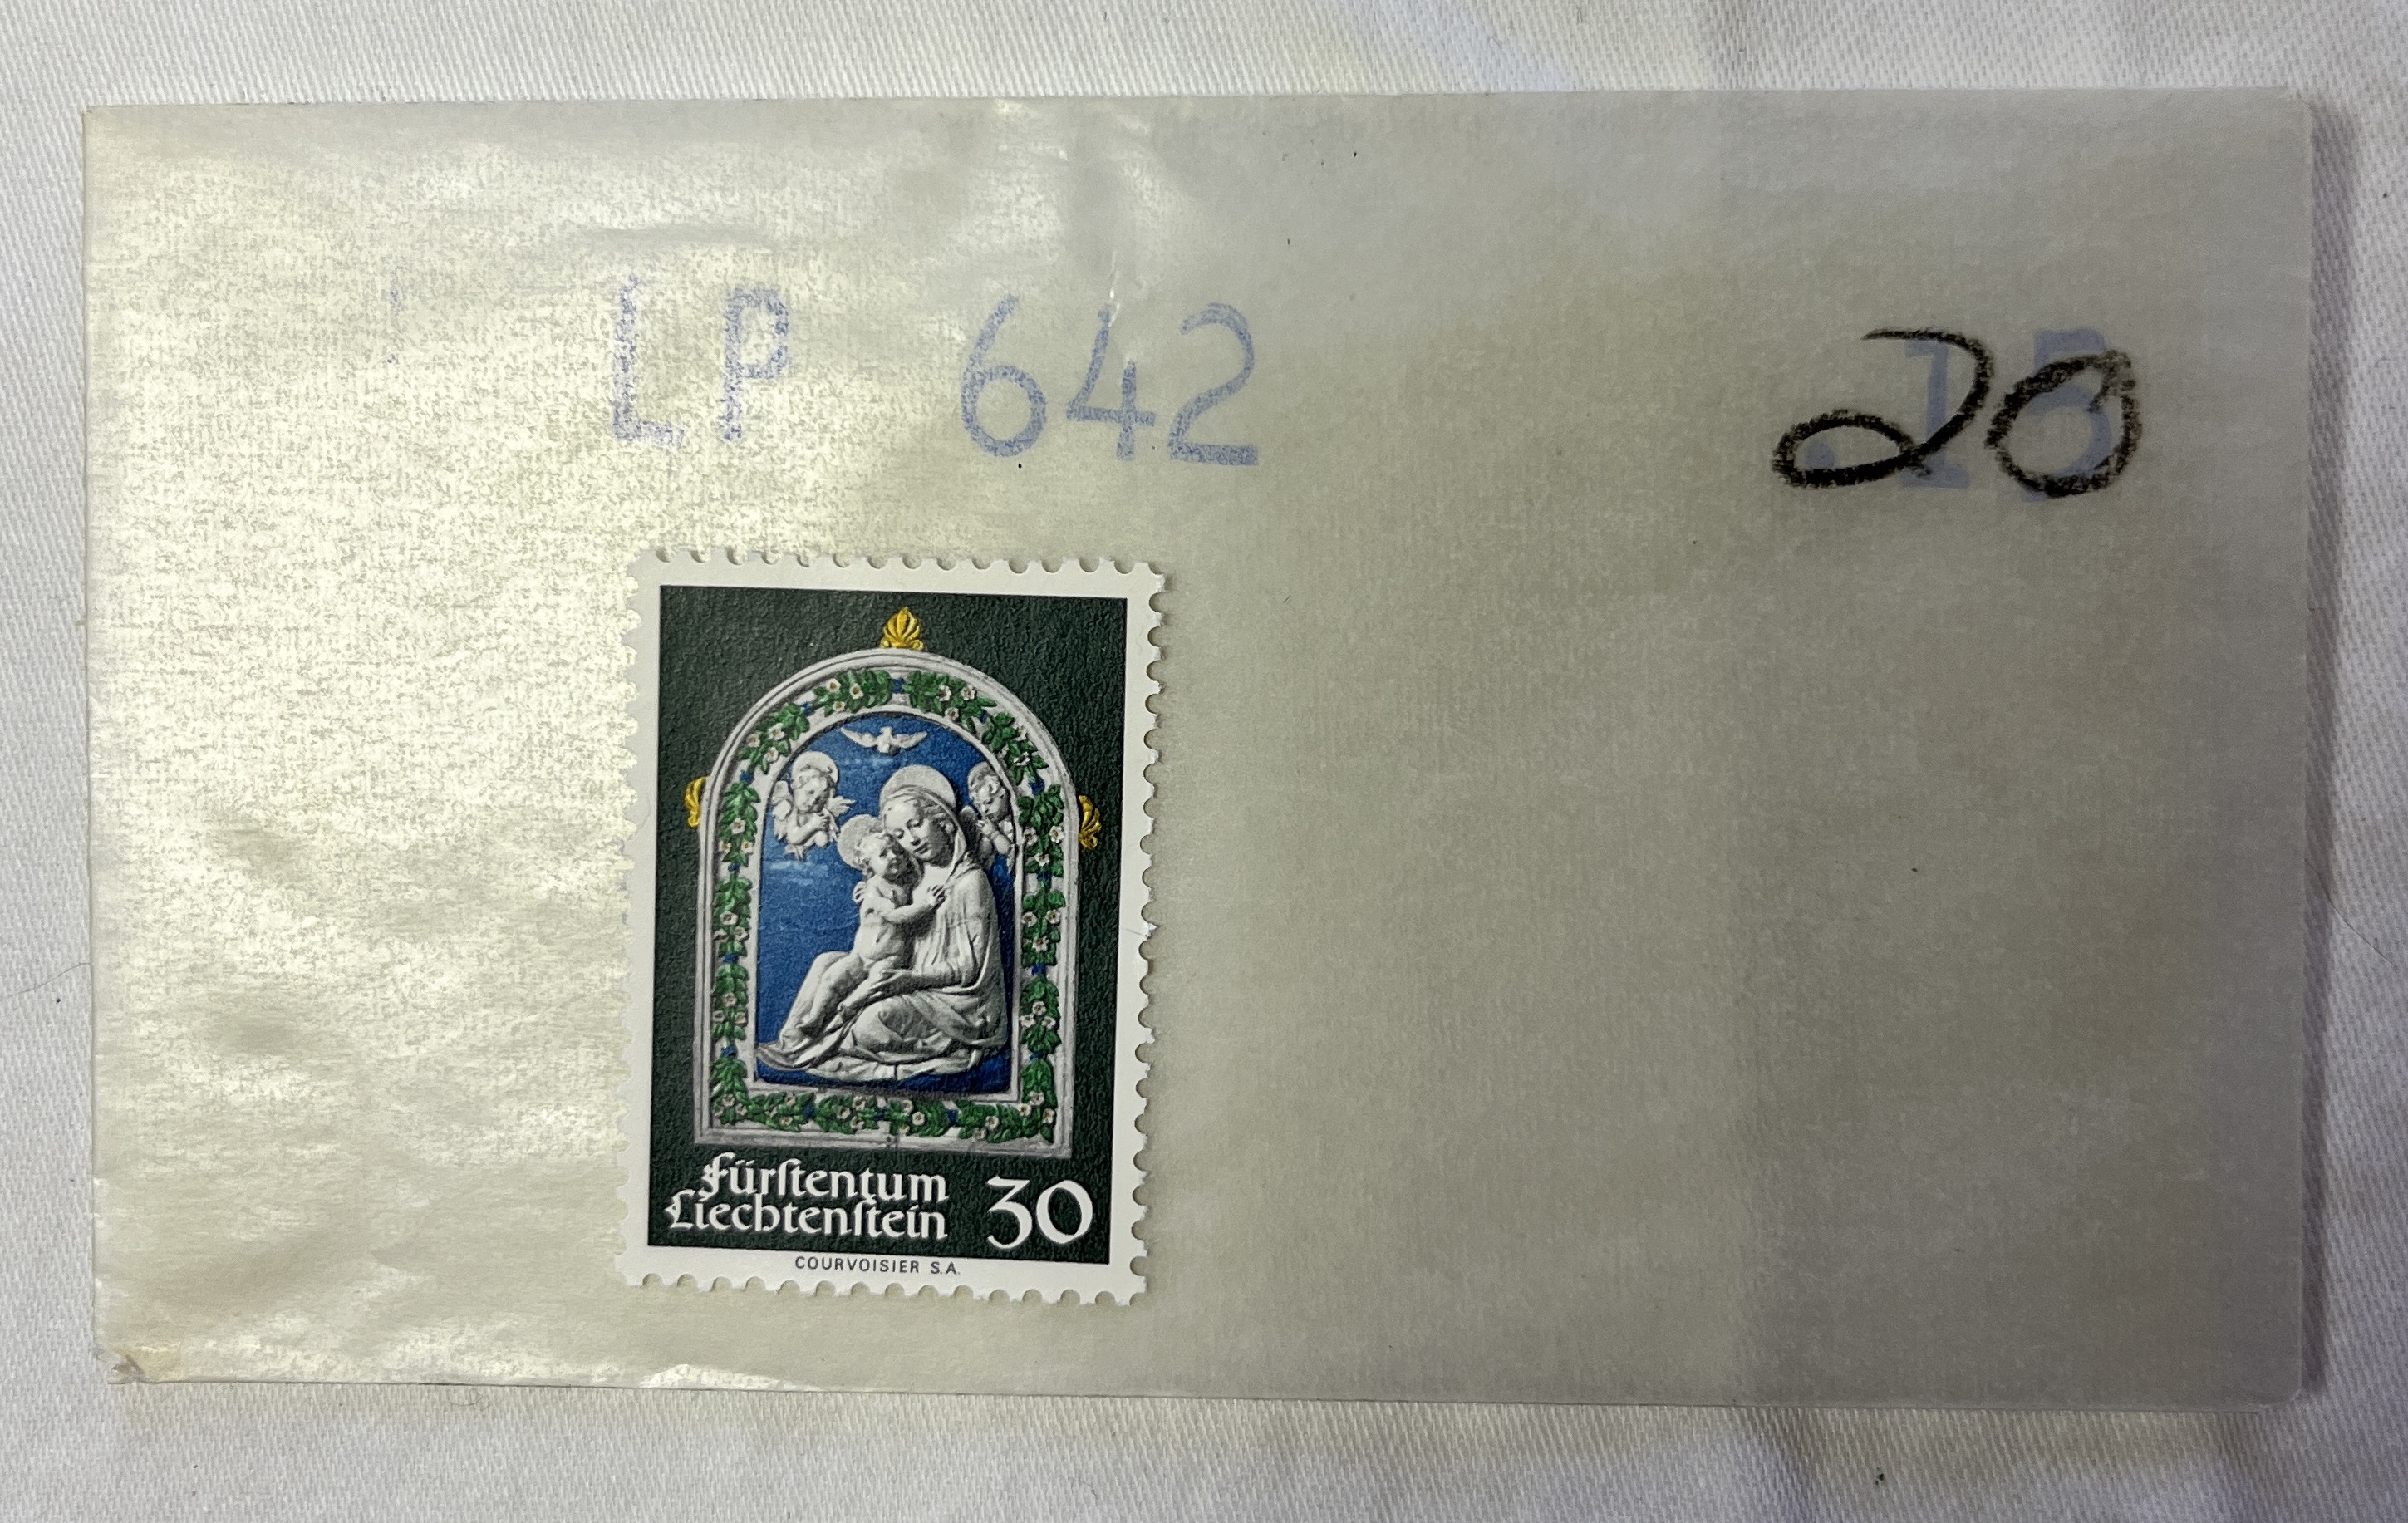 LP 642
20
Fürſtentum
Liechtenſtein 30
COURVOISIER S.A.